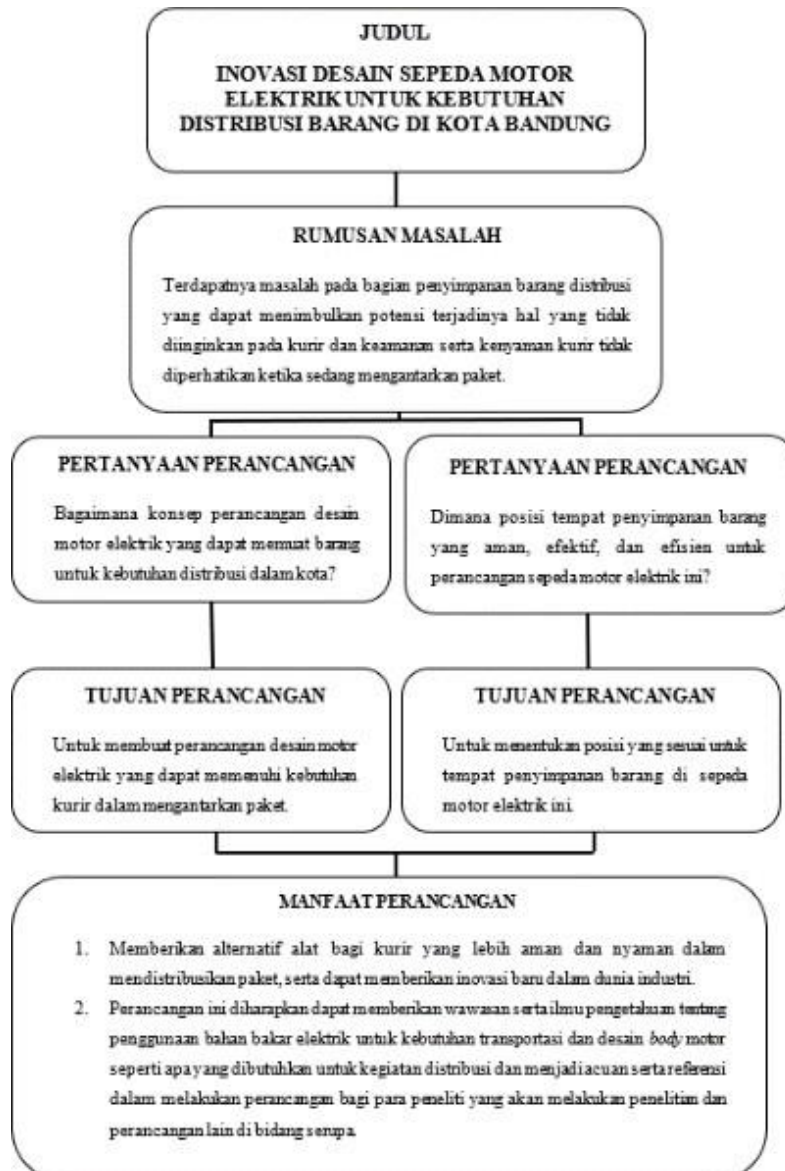 JUDUL
INOVASI DESAIN SEPEDA MOTOR
ELEKTRIK UNTUK KEBUTUHAN
DISTRIBUSI BARANG DI KOTA BANDUNG
RUMUSAN MASALAH
Terdapatnya masalah pada bagian penyimpanan barang distribusi
yang dapat menimbulkan potensi terjadinya hal yang tidak
diinginkan pada kurir dan keamanan serta kenyaman kurir tidak
diperhatikan ketika sedang mengantarkan paket.
PERTANYAAN PERANCANGAN
Bagaimana konsep perancangan desain
motor elektrik yang dapat memuat barang
untuk kebutuhan distribusi dalam kota?
PERTANYAAN PERANCANGAN
Dimana posisi tempat penyimpanan barang
yang aman, efektif, dan efisien untuk
perancangan sepeda motor elektrik ini?
TUJUAN PERANCANGAN
Untuk membuat perancangan desain motor
elektrik yang dapat memenuhi kebutuhan
kurir dalam mengantarkan paket.
TUJUAN PERANCANGAN
Untuk menentukan posisi yang sesuai untuk
tempat penyimpanan barang di sepeda
motor elektrik ini.
MANFAAT PERANCANGAN
1. Memberikan alternatif alat bagi kurir yang lebih aman dan nyaman dalam
mendistribusikan paket, serta dapat memberikan inovasi baru dalam dunia industri.
2. Perancangan ini diharapkan dapat memberikan wawasan serta ilmu pengetahuan tentang
penggunaan bahan bakar elektrik untuk kebutuhan transportasi dan desain body motor
seperti apa yang dibutuhkan untuk kegiatan distribusi dan menjadi acuan serta referensi
dalam melakukan perancangan bagi para peneliti yang akan melakukan penelitian dan
perancangan lain di bidang serupa.